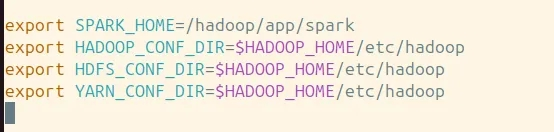 export SPARK_HOME=/hadoop/app/spark
export HADOOP_CONF_DIR=$HADOOP_HOME/etc/hadoop
export HDFS_CONF_DIR=$HADOOP_HOME/etc/hadoop
export YARN_CONF_DIR=$HADOOP_HOME/etc/hadoop